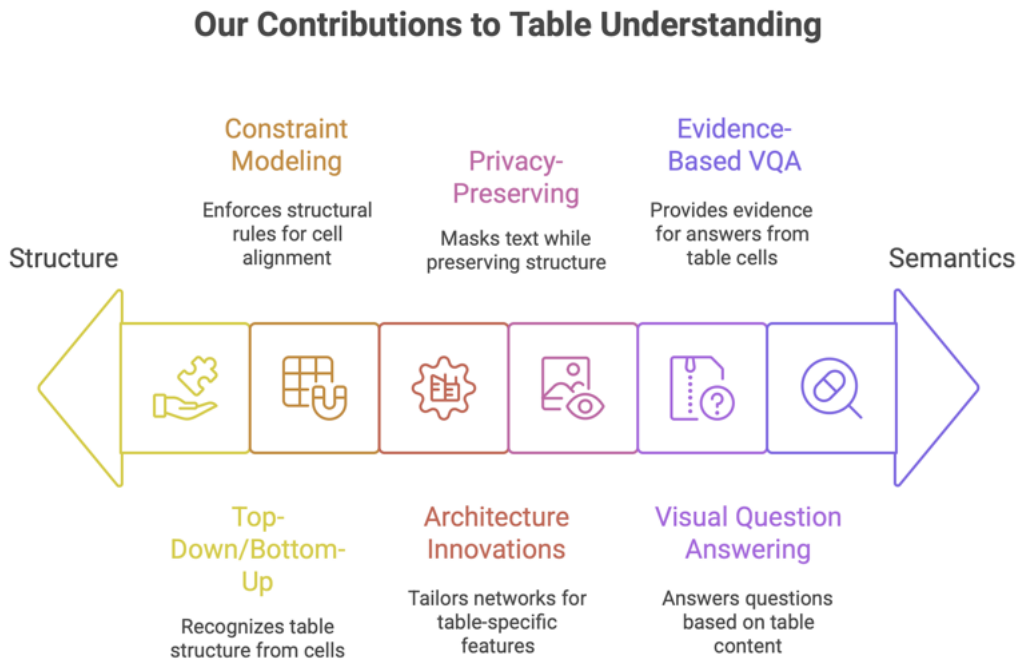 Our Contributions to Table Understanding
Constraint
Modeling
Enforces structural
rules for cell
alignment
Privacy-
Preserving
Masks text while
preserving structure
Evidence-
Based VQA
Provides evidence
for answers from
table cells
Structure
Semantics
?
Top-
Down/Bottom-
Up
Recognizes table
structure from cells
Architecture
Innovations
Tailors networks for
table-specific
features
Visual Question
Answering
Answers questions
based on table
content